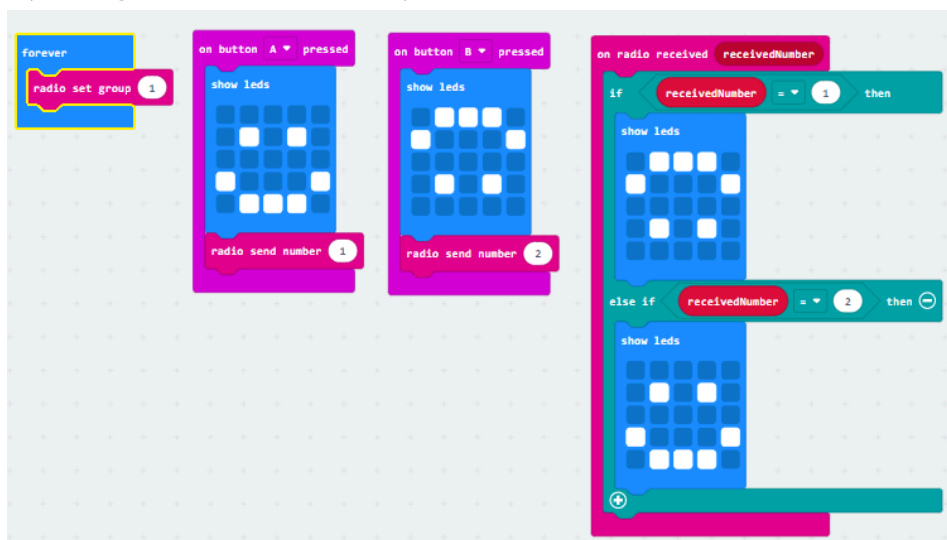 forever
radio set group 1
on button A pressed
show leds
radio send number 1
on button B pressed
show leds
radio send number 2
on radio received receivedNumber
if receivedNumber = 1 then
show leds
else if receivedNumber = 2 then
show leds